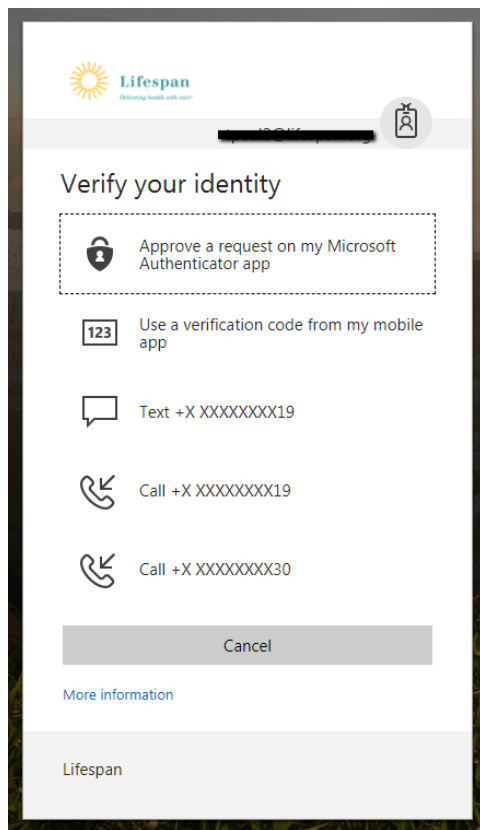 Lifespan
Delivering health with care®
Verify your identity
Approve a request on my Microsoft
Authenticator app
123
Use a verification code from my mobile
app
Text +X XXXXXXXX19
Call +X XXXXXXXX19
Call +X XXXXXXXX30
Cancel
More information
Lifespan